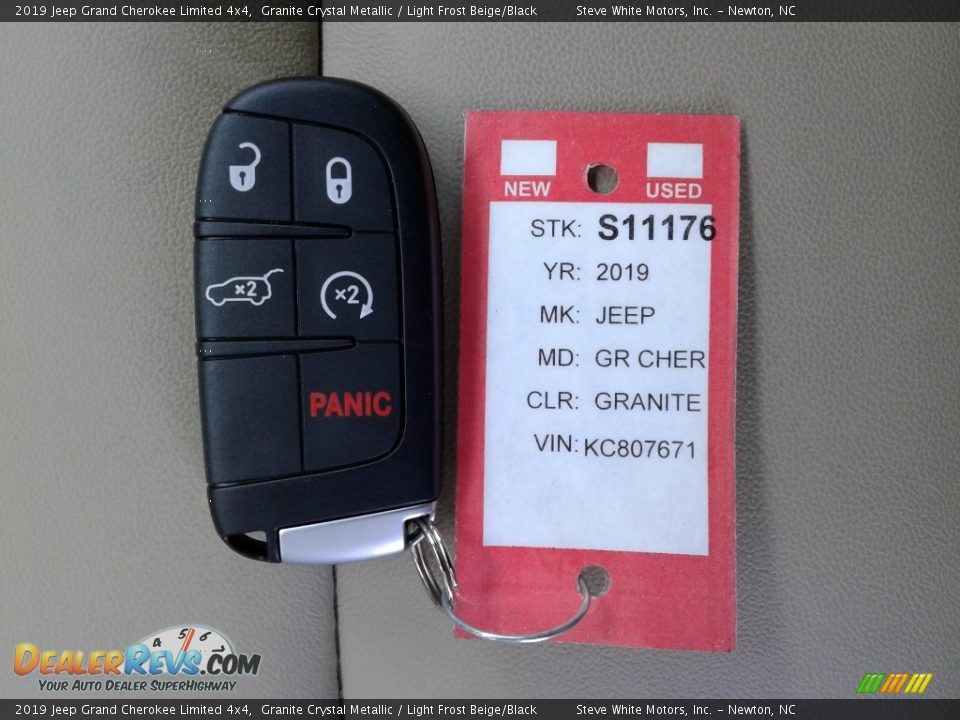 2019 Jeep Grand Cherokee Limited 4x4,  Granite Crystal Metallic / Light Frost Beige/Black        Steve White Motors, Inc. – Newton, NC
NEW USED
STK: S11176
YR: 2019
×2 ×2
MK: JEEP
MD: GR CHER
PANIC
CLR: GRANITE
VIN: KC807671
4 5 6
DealerRevs.com
Your Auto Dealer SuperHighway
2019 Jeep Grand Cherokee Limited 4x4,  Granite Crystal Metallic / Light Frost Beige/Black        Steve White Motors, Inc. – Newton, NC